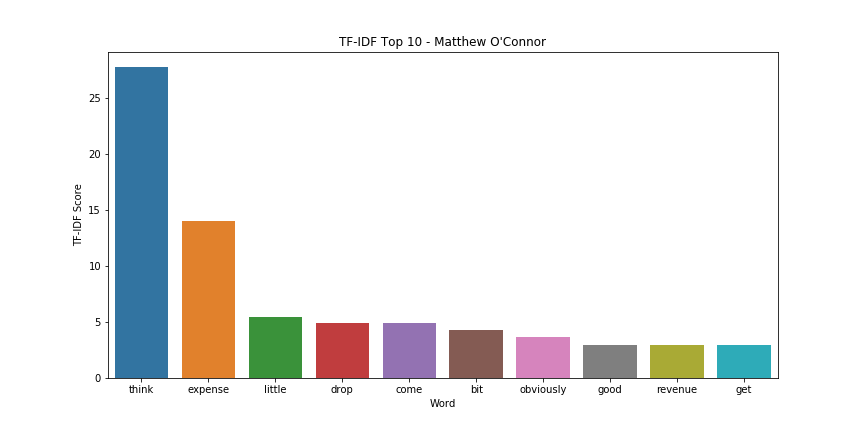 TF-IDF Top 10 - Matthew O'Connor
TF-IDF Score
25
20
15
10
5
0
think expense little drop come bit obviously good revenue get
Word